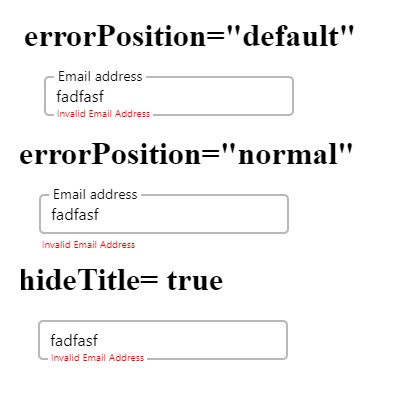 errorPosition="default"
Email address
fadfasf
Invalid Email Address
errorPosition="normal"
Email address
fadfasf
Invalid Email Address
hideTitle= true
fadfasf
Invalid Email Address